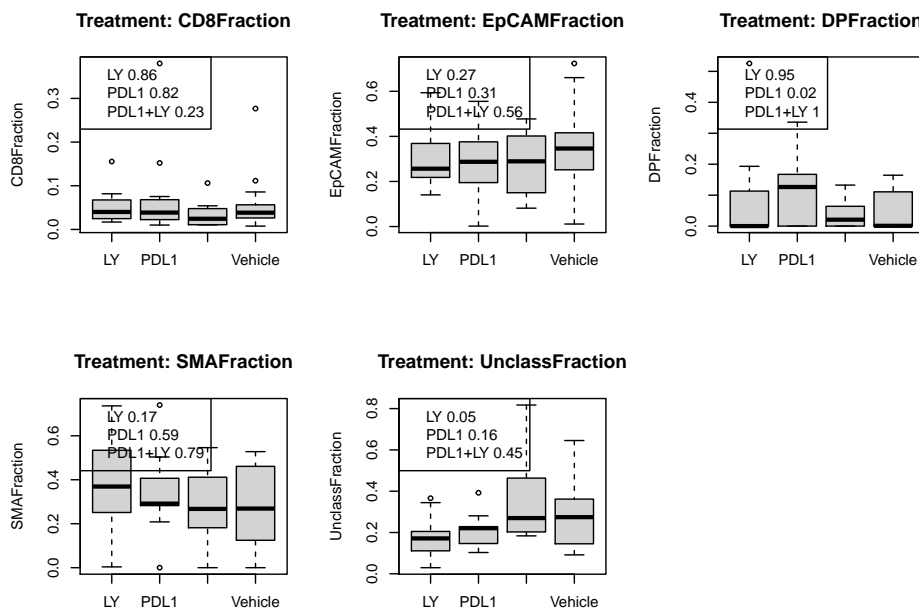 Treatment: CD8Fraction
CD8Fraction
0.0 0.1 0.2 0.3
LY 0.86
PDL1 0.82
PDL1+LY 0.23
LY PDL1 Vehicle
Treatment: EpCAMFraction
EpCAMFraction
0.0 0.2 0.4 0.6
LY 0.27
PDL1 0.31
PDL1+LY 0.56
LY PDL1 Vehicle
Treatment: DPFraction
DPFraction
0.0 0.2 0.4
LY 0.95
PDL1 0.02
PDL1+LY 1
LY PDL1 Vehicle
Treatment: SMAFraction
SMAFraction
0.0 0.2 0.4 0.6
LY 0.17
PDL1 0.59
PDL1+LY 0.79
LY PDL1 Vehicle
Treatment: UnclassFraction
UnclassFraction
0.0 0.2 0.4 0.6 0.8
LY 0.05
PDL1 0.16
PDL1+LY 0.45
LY PDL1 Vehicle